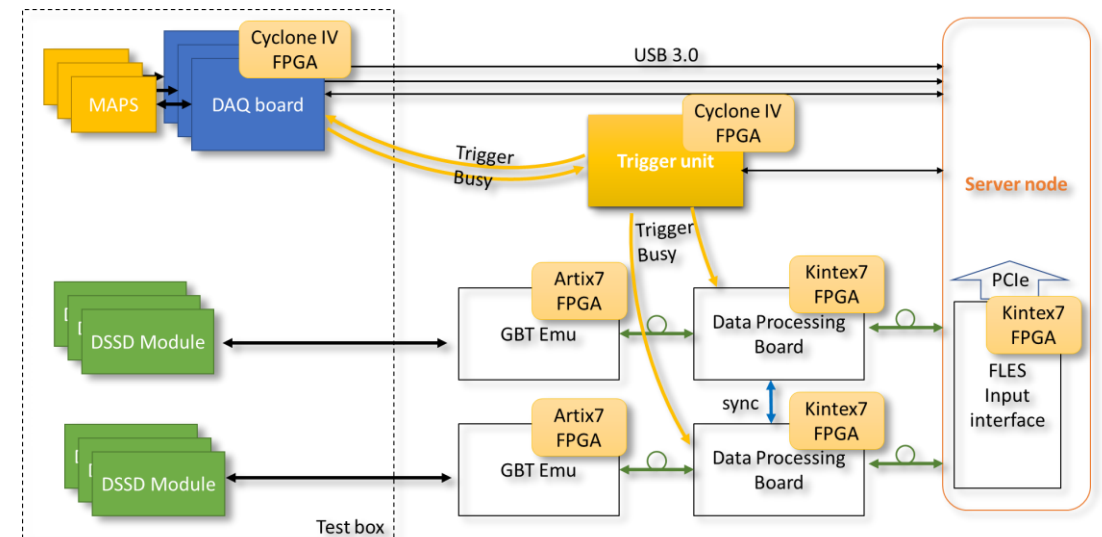 Cyclone IV
FPGA
USB 3.0
MAPS
DAQ board
Cyclone IV
FPGA
Trigger
Busy
Trigger unit
Server node
Trigger
Busy
Artix7
FPGA
Kintex7
FPGA
PCIe
Kintex7
FPGA
D
D
DSSD Module
GBT Emu
Data Processing
Board
FLES
Input
interface
sync
Artix7
FPGA
Kintex7
FPGA
DSSD Module
GBT Emu
Data Processing
Board
Test box